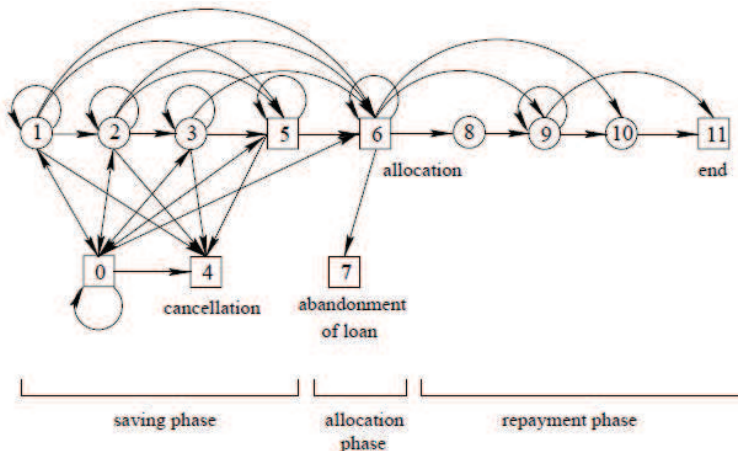 1 2 3 5 6 8 9 10 11
allocation end
0 4 7
cancellation abandonment
of loan
saving phase allocation repayment phase
phase